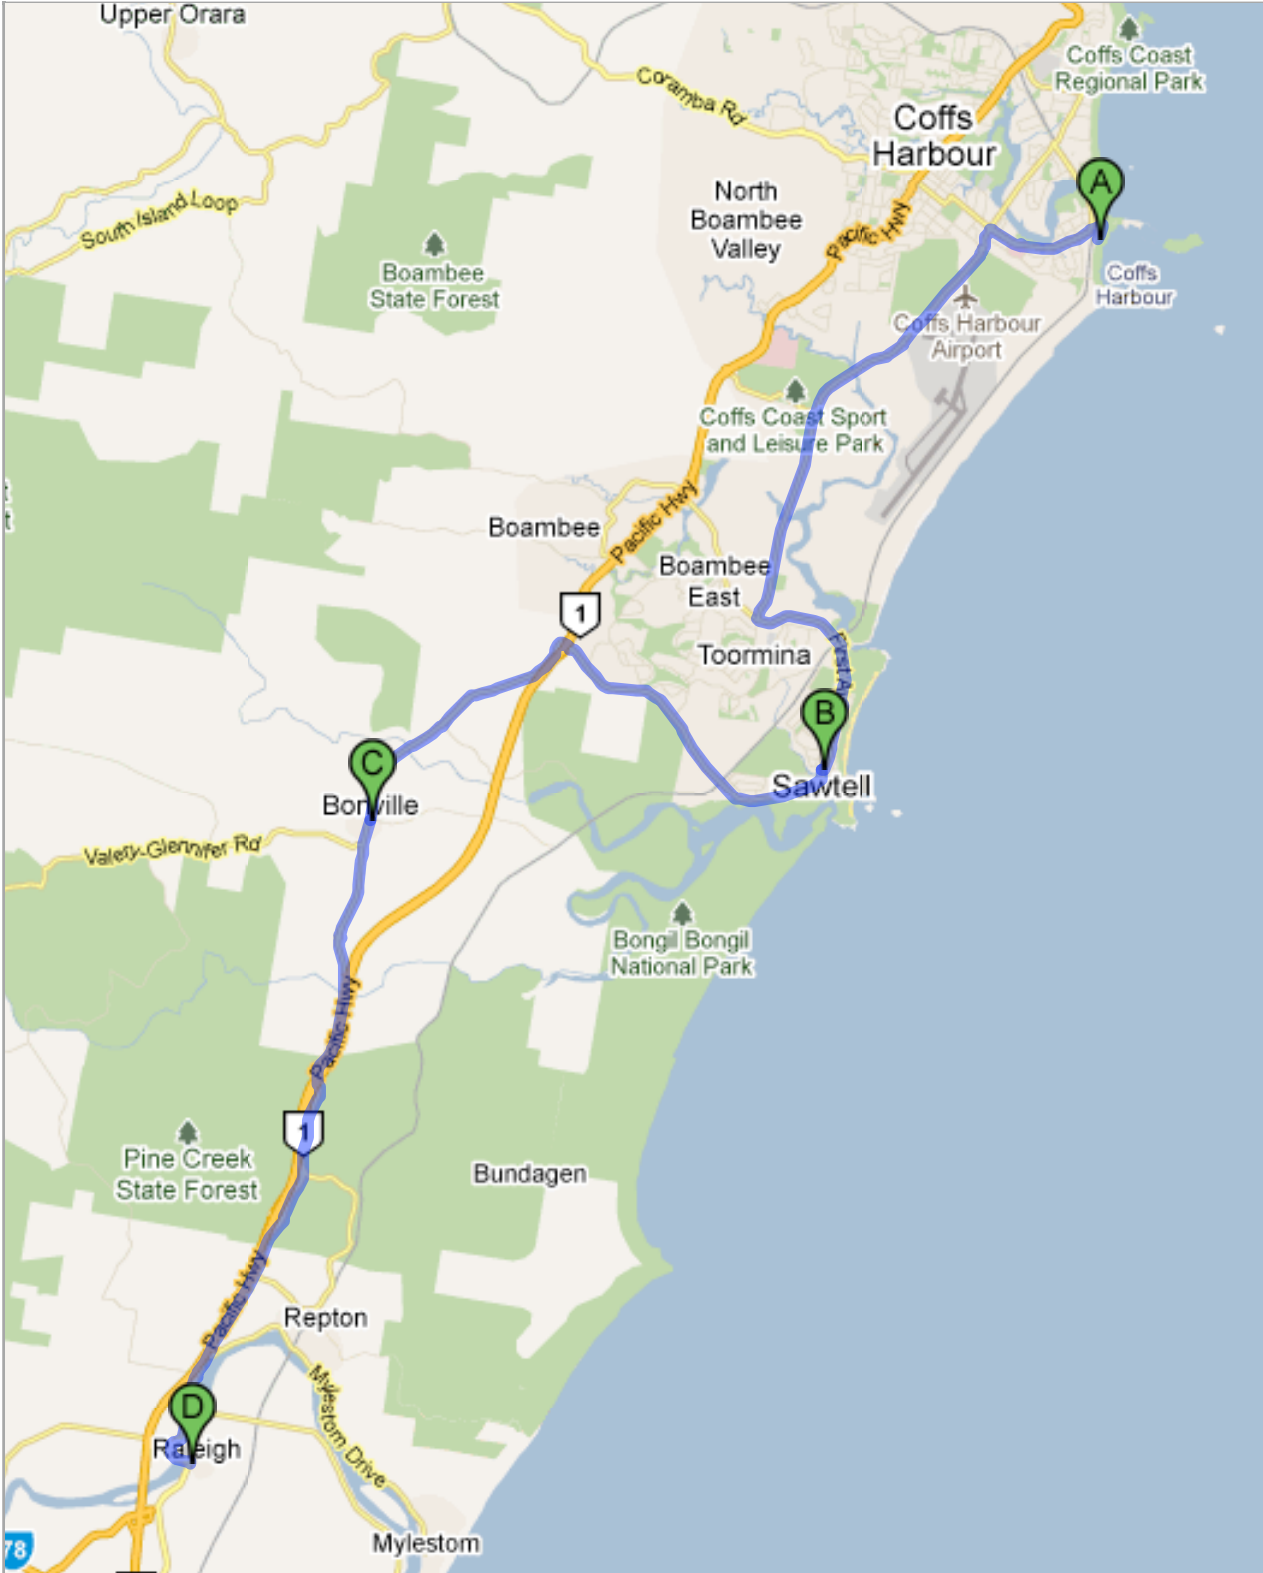 Upper Orara
Coffs Coast
Regional Park
Coramba Rd
Coffs
Harbour
A
North
Boambee
Valley
South Island Loop
Pacific Hwy
Boambee
State Forest
Coffs
Harbour
Coffs Harbour
Airport
Coffs Coast Sport
and Leisure Park
t
t
Pacific Hwy
Boambee
Boambee
East
1
Toormina
First A
B
C
Sawtell
Bonville
Valery-Glennifer Rd
Bongil Bongil
National Park
Pacific Hwy
1
Pine Creek
State Forest
Bundagen
Pacific Hwy
Repton
Mylestom Drive
D
Raleigh
Mylestom
78